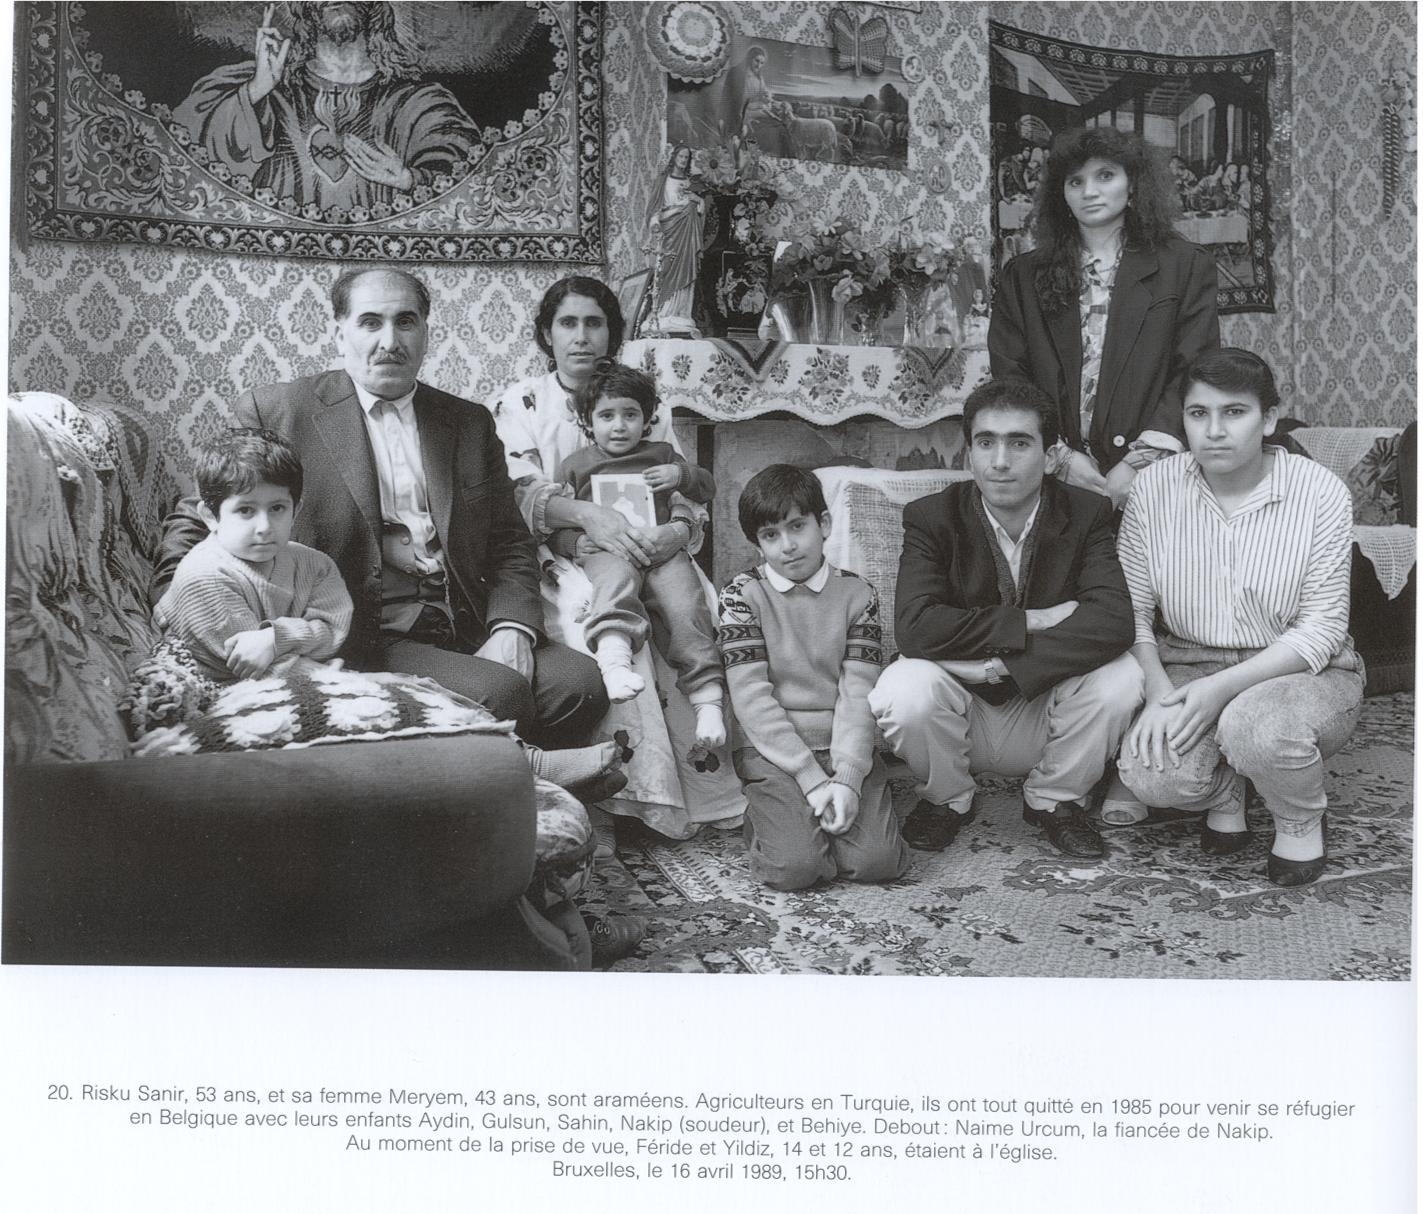 20. Risku Sanir, 53 ans, et sa femme Meryem, 43 ans, sont araméens. Agriculteurs en Turquie, ils ont tout quitté en 1985 pour venir se réfugier
en Belgique avec leurs enfants Aydin, Gulsun, Sahin, Nakip (soudeur), et Behiye. Debout : Naime Urcum, la fiancée de Nakip.
Au moment de la prise de vue, Féride et Yildiz, 14 et 12 ans, étaient à l'église.
Bruxelles, le 16 avril 1989, 15h30.